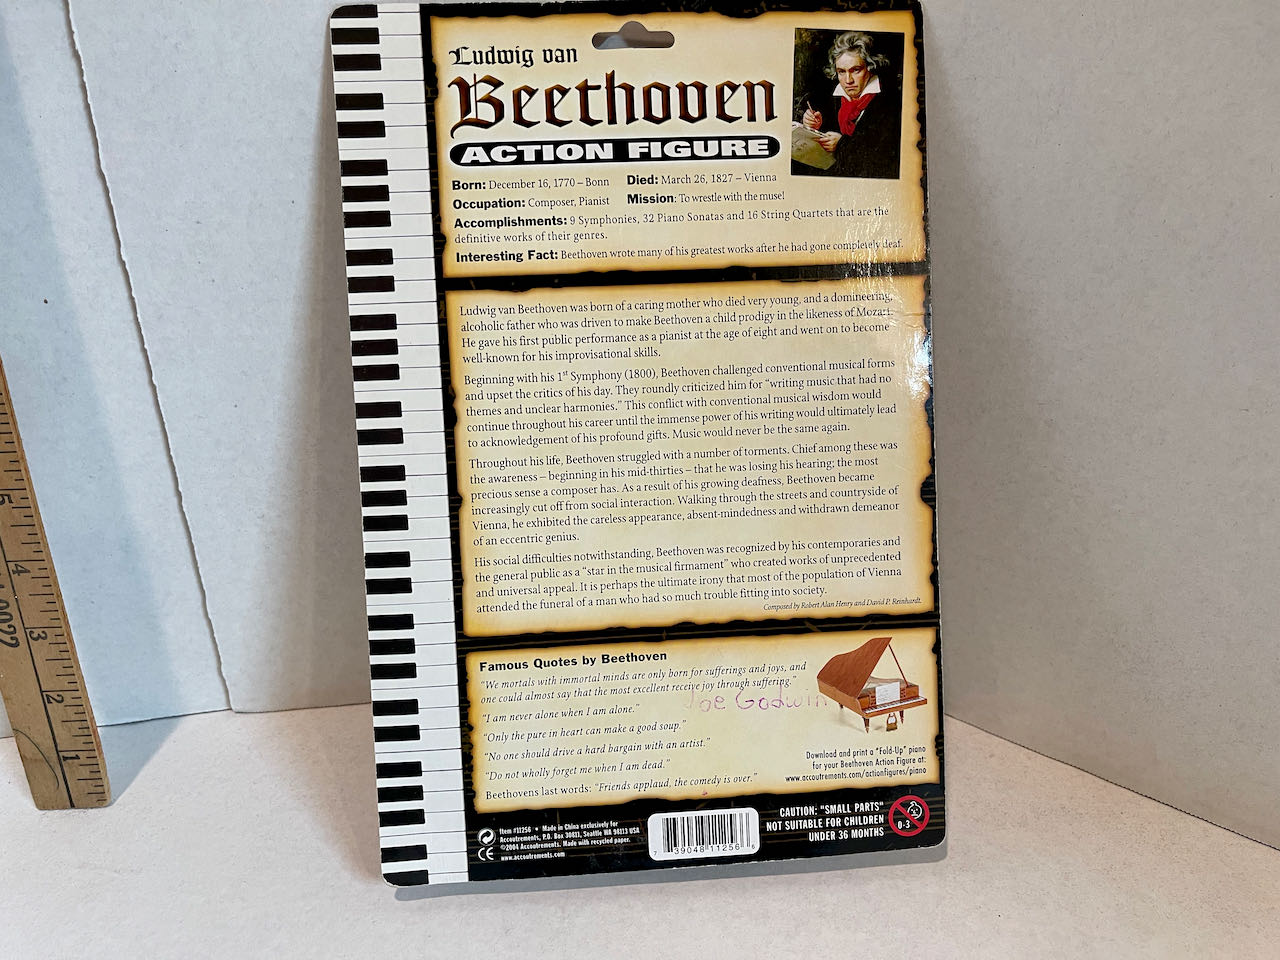 Ludwig van
Beethoven
ACTION FIGURE
Born: December 16, 1770 – Bonn Died: March 26, 1827 – Vienna
Occupation: Composer, Pianist Mission: To wrestle with the muse!
Accomplishments: 9 Symphonies, 32 Piano Sonatas and 16 String Quartets that are the
definitive works of their genres.
Interesting Fact: Beethoven wrote many of his greatest works after he had gone completely deaf.
Ludwig van Beethoven was born of a caring mother who died very young, and a domineering,
alcoholic father who was driven to make Beethoven a child prodigy in the likeness of Mozart.
He gave his first public performance as a pianist at the age of eight and went on to become
well-known for his improvisational skills.
Beginning with his 1st Symphony (1800), Beethoven challenged conventional musical forms
and upset the critics of his day. They roundly criticized him for "writing music that had no
themes and unclear harmonies." This conflict with conventional musical wisdom would
continue throughout his career until the immense power of his writing would ultimately lead
to acknowledgement of his profound gifts. Music would never be the same again.
Throughout his life, Beethoven struggled with a number of torments. Chief among these was
the awareness – beginning in his mid-thirties – that he was losing his hearing; the most
precious sense a composer has. As a result of his growing deafness, Beethoven became
increasingly cut off from social interaction. Walking through the streets and countryside of
Vienna, he exhibited the careless appearance, absent-mindedness and withdrawn demeanor
of an eccentric genius.
His social difficulties notwithstanding, Beethoven was recognized by his contemporaries and
the general public as a "star in the musical firmament" who created works of unprecedented
and universal appeal. It is perhaps the ultimate irony that most of the population of Vienna
attended the funeral of a man who had so much trouble fitting into society.
Composed by Robert Alan Henry and David P. Reinhardt.
Famous Quotes by Beethoven
"We mortals with immortal minds are only born for sufferings and joys, and
one could almost say that the most excellent receive joy through suffering."
Joe Godwin
"I am never alone when I am alone."
"Only the pure in heart can make a good soup."
"No one should drive a hard bargain with an artist."
"Do not wholly forget me when I am dead."
Beethovens last words: "Friends applaud, the comedy is over."
Download and print a "Fold-Up" piano
for your Beethoven Action Figure at:
www.accoutrements.com/actionfigures/piano
Item #11256 • Made in China exclusively for
Accoutrements, P.O. Box 30811, Seattle WA 98113 USA
©2004 Accoutrements. Made with recycled paper.
www.accoutrements.com
CE
7 39048 11256 6
CAUTION: "SMALL PARTS"
NOT SUITABLE FOR CHILDREN
UNDER 36 MONTHS
0-3
5
4
3
2
1